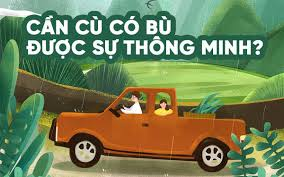 CẦN CÙ CÓ BÙ
ĐƯỢC SỰ THÔNG MINH?